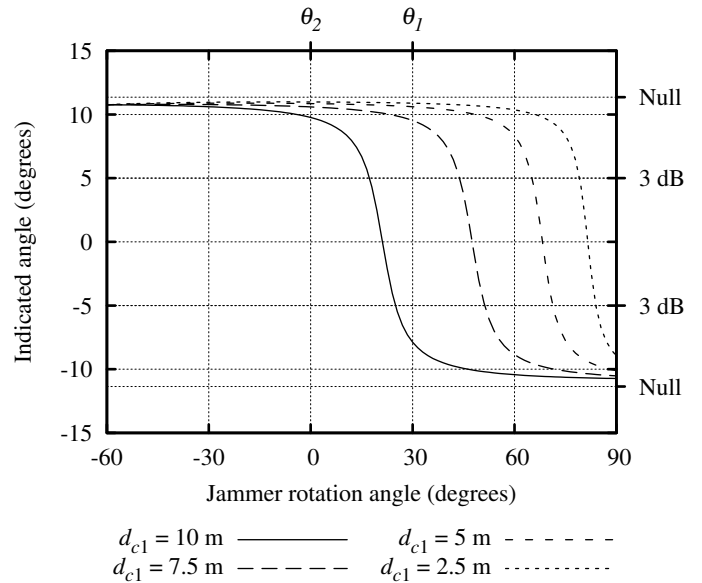 θ2 θ1
15
10
5
0
-5
-10
-15
Indicated angle (degrees)
Null
3 dB
3 dB
Null
-60 -30 0 30 60 90
Jammer rotation angle (degrees)
dc1 = 10 m dc1 = 5 m
dc1 = 7.5 m dc1 = 2.5 m